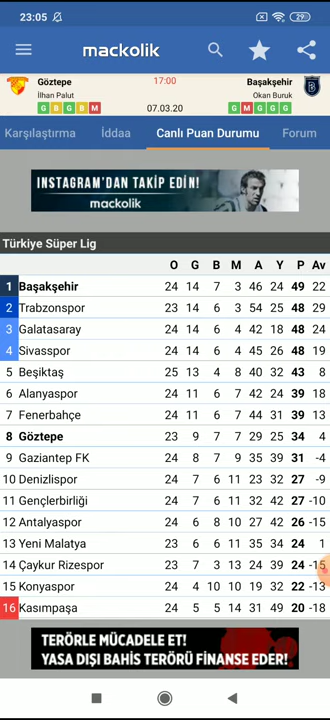 23:05
29
mackolik
Göztepe 17:00 Başakşehir
İlhan Palut Okan Buruk
G B G B M 07.03.20 G M G G G
Karşılaştırma İddaa Canlı Puan Durumu Forum
INSTAGRAM'DAN TAKİP EDİN!
mackolik
Türkiye Süper Lig
O G B M A Y P Av
1 Başakşehir 24 14 7 3 46 24 49 22
2 Trabzonspor 23 14 6 3 54 25 48 29
3 Galatasaray 24 14 6 4 42 18 48 24
4 Sivasspor 24 14 6 4 45 26 48 19
5 Beşiktaş 25 13 4 8 40 32 43 8
6 Alanyaspor 24 11 6 7 42 24 39 18
7 Fenerbahçe 24 11 6 7 44 31 39 13
8 Göztepe 23 9 7 7 29 25 34 4
9 Gaziantep FK 24 8 7 9 35 39 31 -4
10 Denizlispor 24 7 6 11 23 32 27 -9
11 Gençlerbirliği 24 7 6 11 32 42 27 -10
12 Antalyaspor 24 6 8 10 27 42 26 -15
13 Yeni Malatya 23 6 6 11 35 34 24 1
14 Çaykur Rizespor 23 7 3 13 24 39 24 -15
15 Konyaspor 24 4 10 10 19 32 22 -13
16 Kasımpaşa 24 5 5 14 31 49 20 -18
TERÖRLE MÜCADELE ET!
YASA DIŞI BAHİS TERÖRÜ FİNANSE EDER!